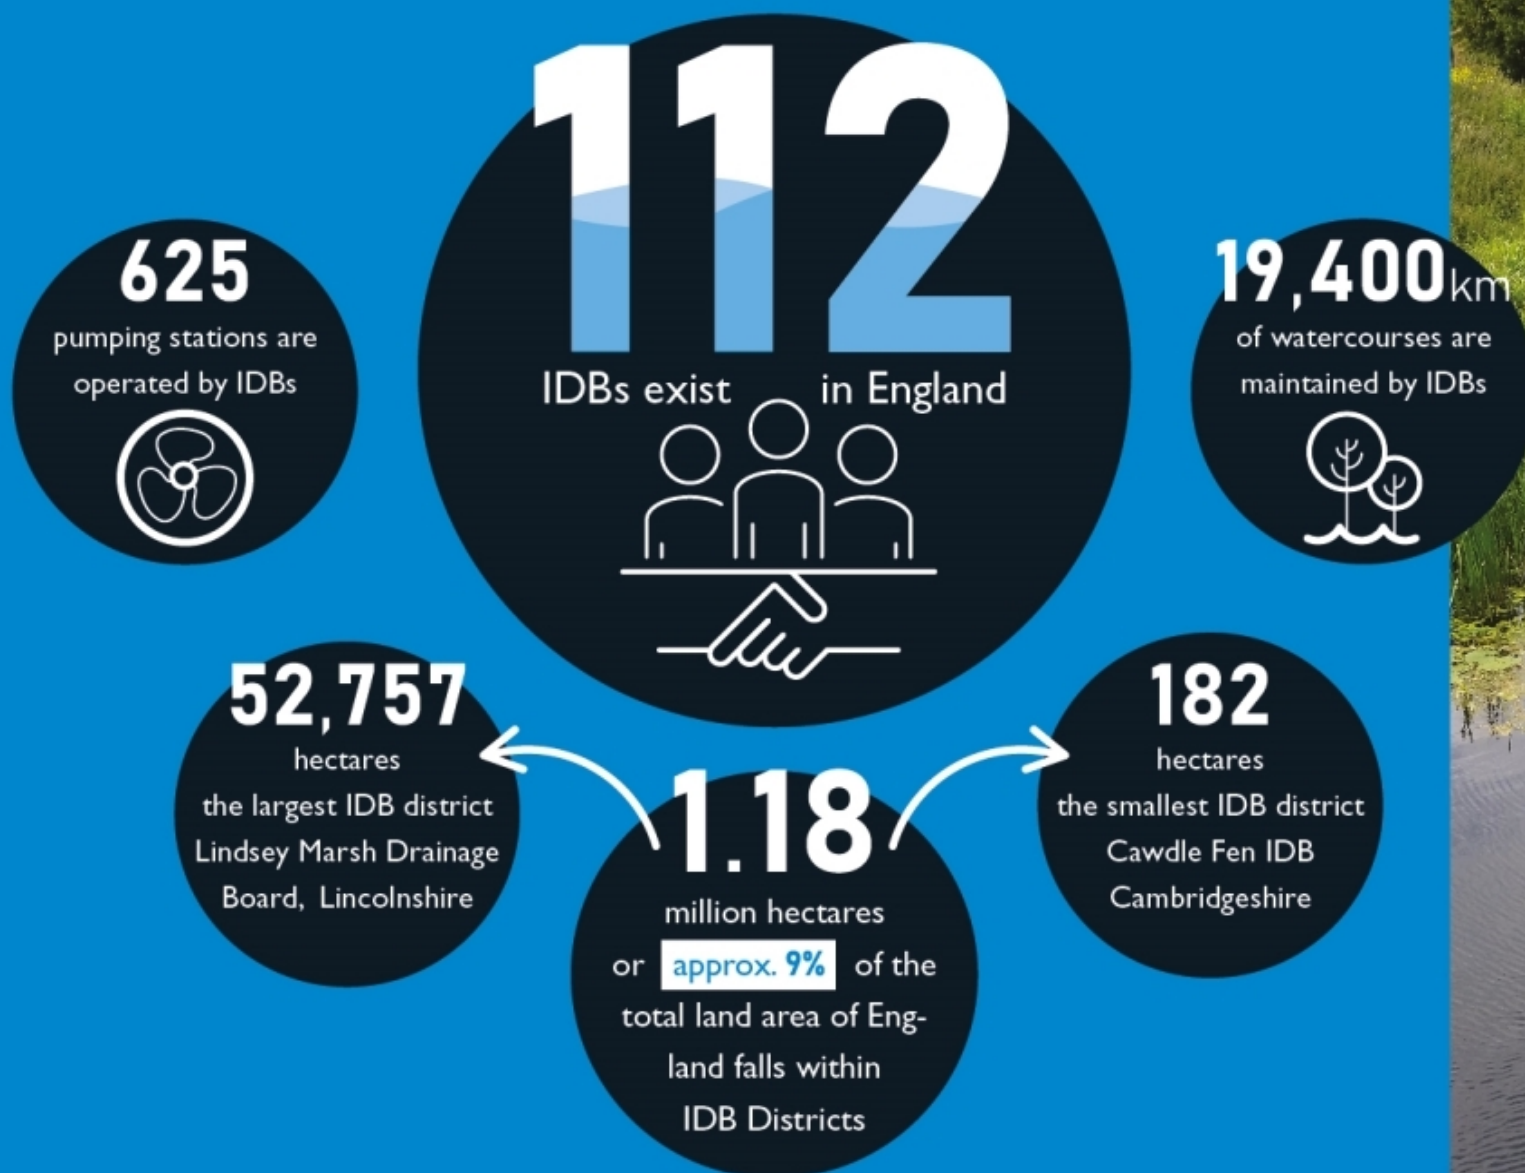 112
IDBs exist in England
625
pumping stations are
operated by IDBs
19,400km
of watercourses are
maintained by IDBs
52,757
hectares
the largest IDB district
Lindsey Marsh Drainage
Board, Lincolnshire
1.18
million hectares
or approx. 9% of the
total land area of Eng-
land falls within
IDB Districts
182
hectares
the smallest IDB district
Cawdle Fen IDB
Cambridgeshire